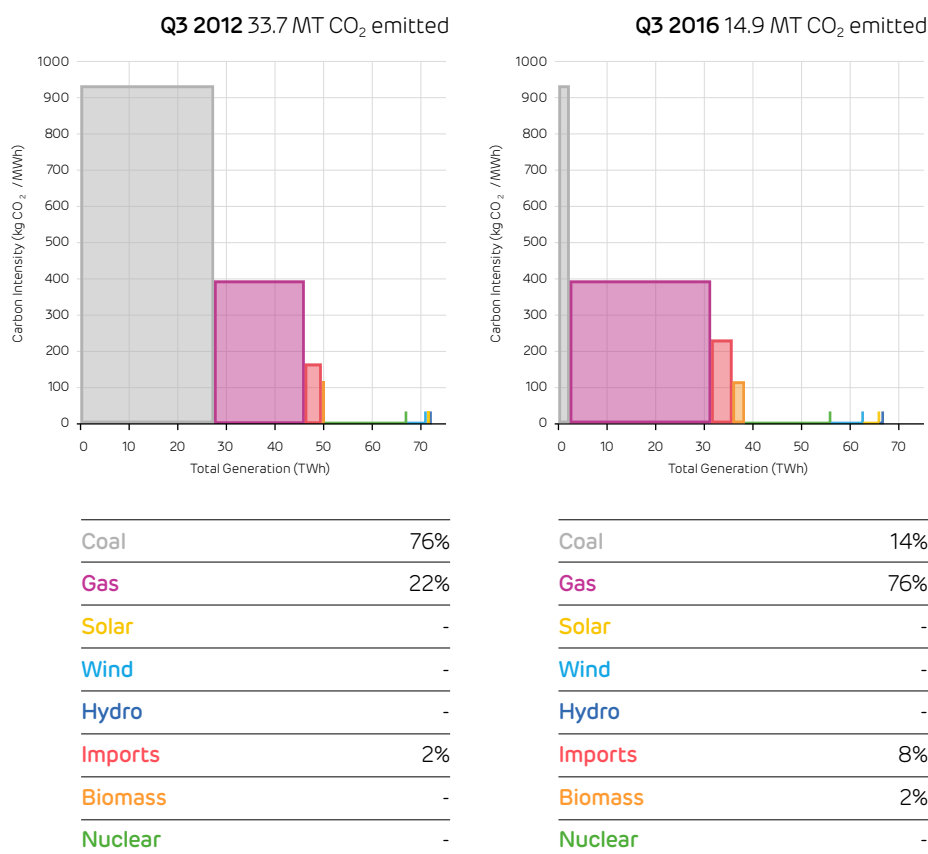 Q3 2012 33.7 MT CO₂ emitted
Carbon Intensity (kg CO₂ / MWh)
1000
900
800
700
600
500
400
300
200
100
0
0 10 20 30 40 50 60 70
Total Generation (TWh)
Coal 76%
Gas 22%
Solar -
Wind -
Hydro -
Imports 2%
Biomass -
Nuclear -
Q3 2016 14.9 MT CO₂ emitted
Carbon Intensity (kg CO₂ / MWh)
1000
900
800
700
600
500
400
300
200
100
0
0 10 20 30 40 50 60 70
Total Generation (TWh)
Coal 14%
Gas 76%
Solar -
Wind -
Hydro -
Imports 8%
Biomass 2%
Nuclear -